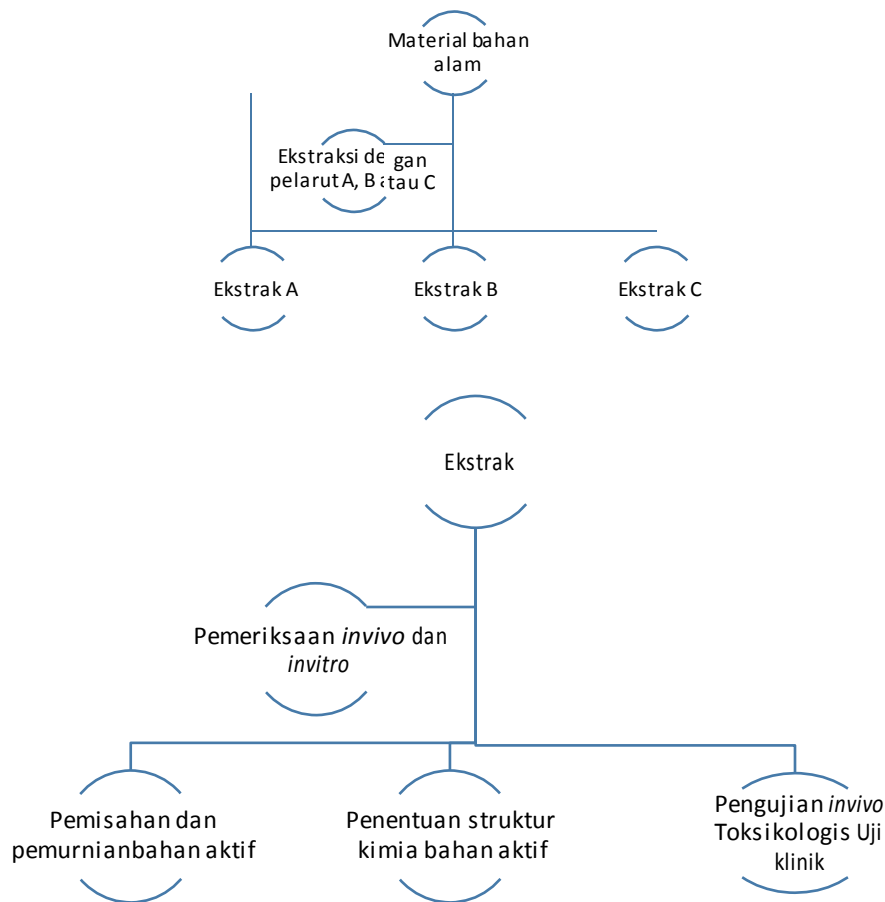 Material bahan
alam
Ekstraksi de gan
pelarut A, B tau C
Ekstrak A
Ekstrak B
Ekstrak C
Ekstrak
Pemeriksaan invivo dan
invitro
Pemisahan dan
pemurnianbahan aktif
Penentuan struktur
kimia bahan aktif
Pengujian invivo
Toksikologis Uji
klinik